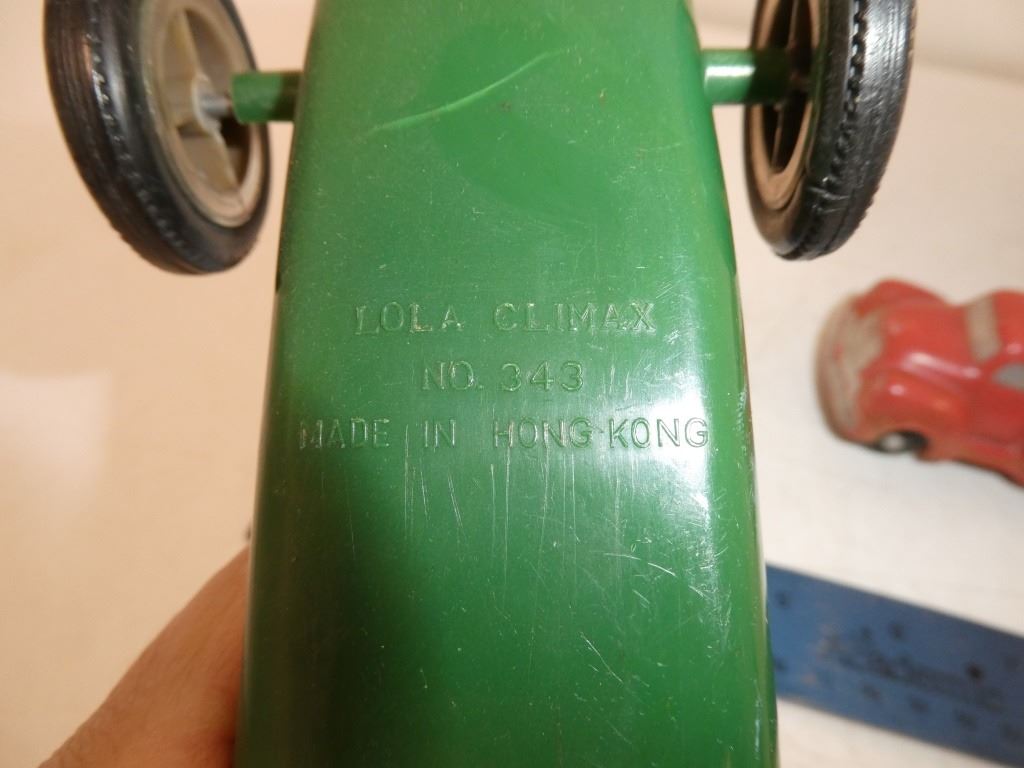 LOLA CLIMAX
NO. 343
MADE IN HONG KONG